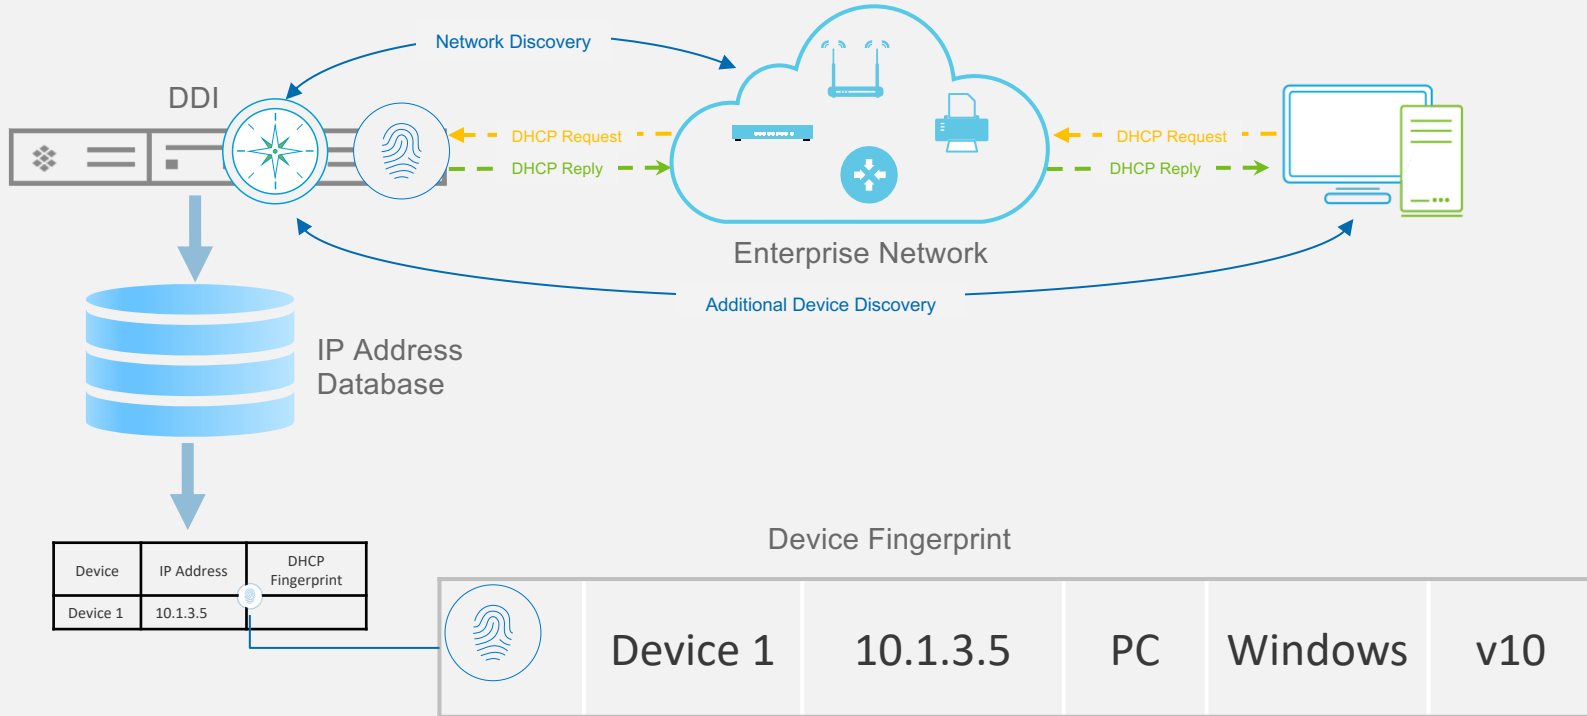 Network Discovery
DDI
DHCP Request
DHCP Reply
DHCP Request
DHCP Reply
Enterprise Network
Additional Device Discovery
IP Address
Database
Device Fingerprint
Device
IP Address
DHCP
Fingerprint
Device 1
10.1.3.5
Device 1
10.1.3.5
PC
Windows
v10